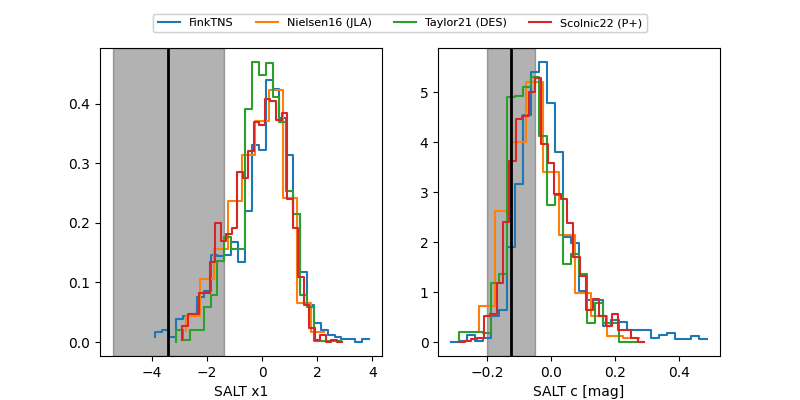 FinkTNS Nielsen16 (JLA) Taylor21 (DES) Scolnic22 (P+)
0.4
0.3
0.2
0.1
0.0
−4 −2 0 2 4
SALT x1
5
4
3
2
1
0
−0.2 0.0 0.2 0.4
SALT c [mag]